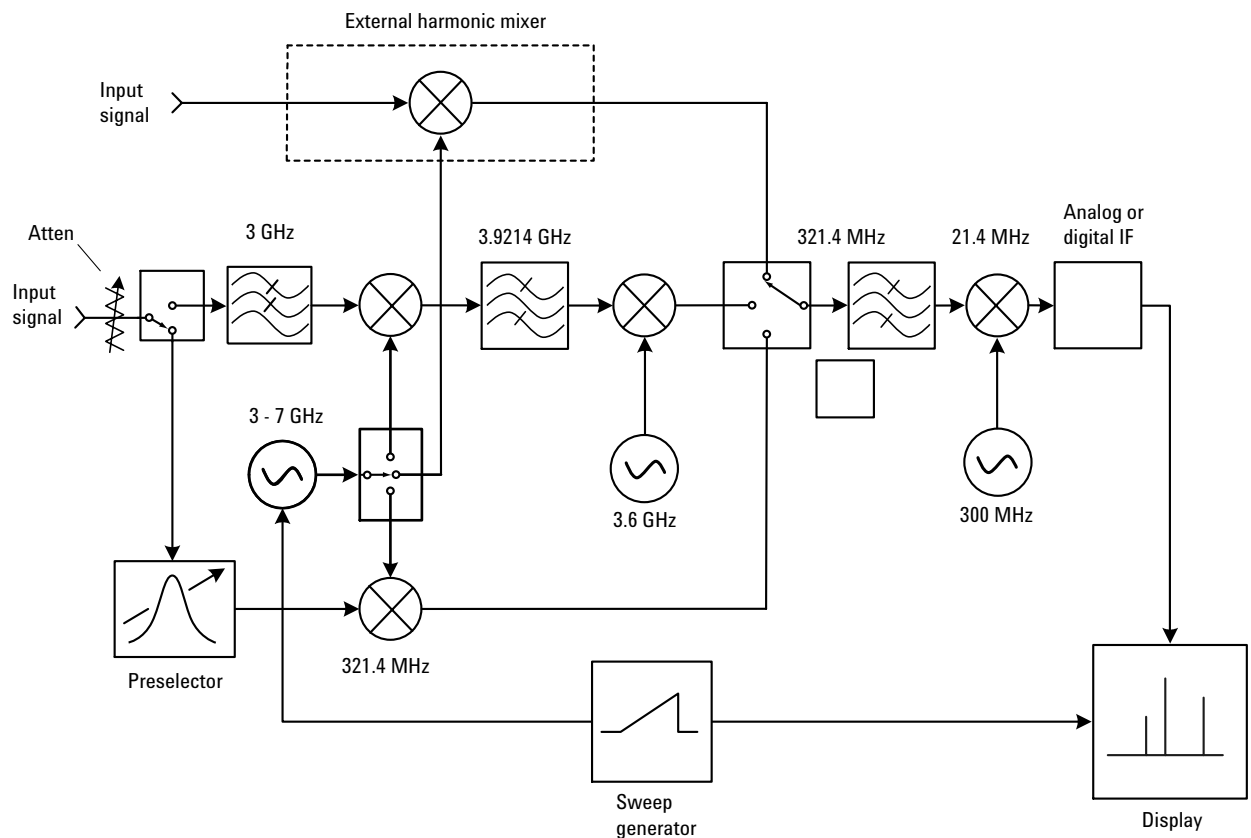 External harmonic mixer
Input
signal
Atten
3 GHz
3.9214 GHz
321.4 MHz
21.4 MHz
Analog or
digital IF
Input
signal
3 - 7 GHz
3.6 GHz
300 MHz
Preselector
321.4 MHz
Sweep
generator
Display